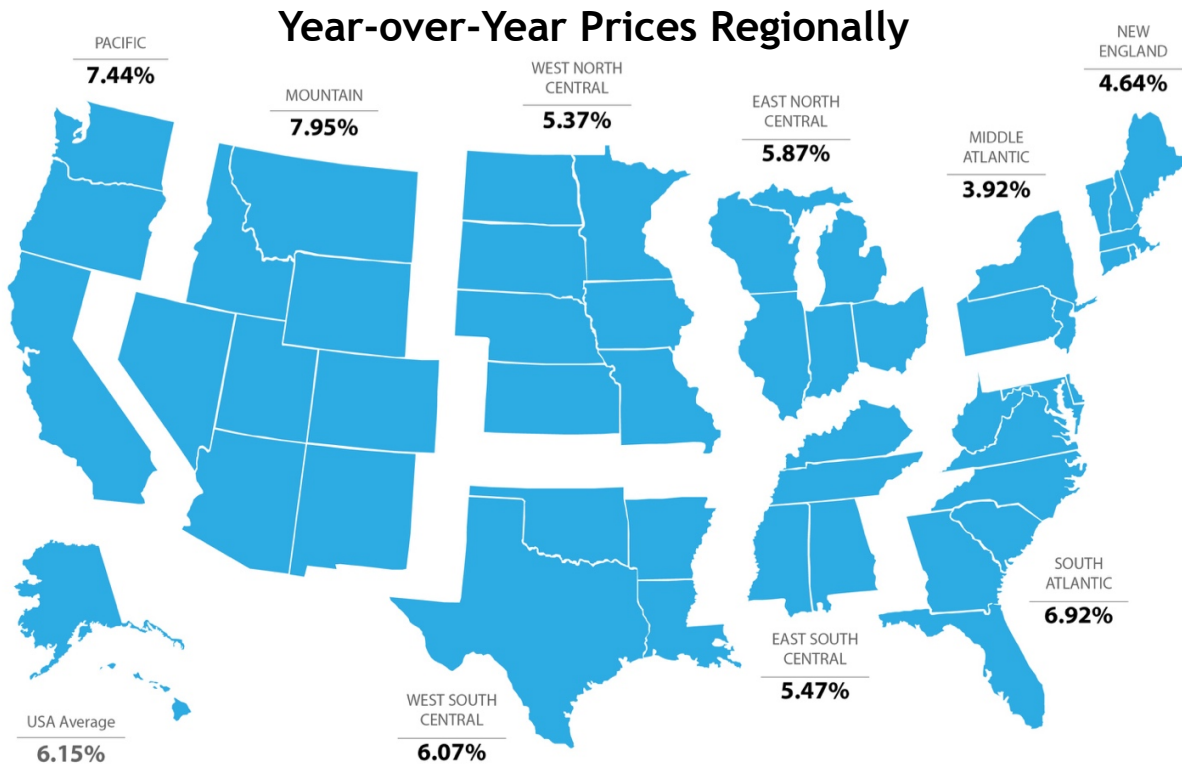 Year-over-Year Prices Regionally
PACIFIC
7.44%
MOUNTAIN
7.95%
WEST NORTH
CENTRAL
5.37%
EAST NORTH
CENTRAL
5.87%
MIDDLE
ATLANTIC
3.92%
NEW
ENGLAND
4.64%
SOUTH
ATLANTIC
6.92%
EAST SOUTH
CENTRAL
5.47%
WEST SOUTH
CENTRAL
6.07%
USA Average
6.15%